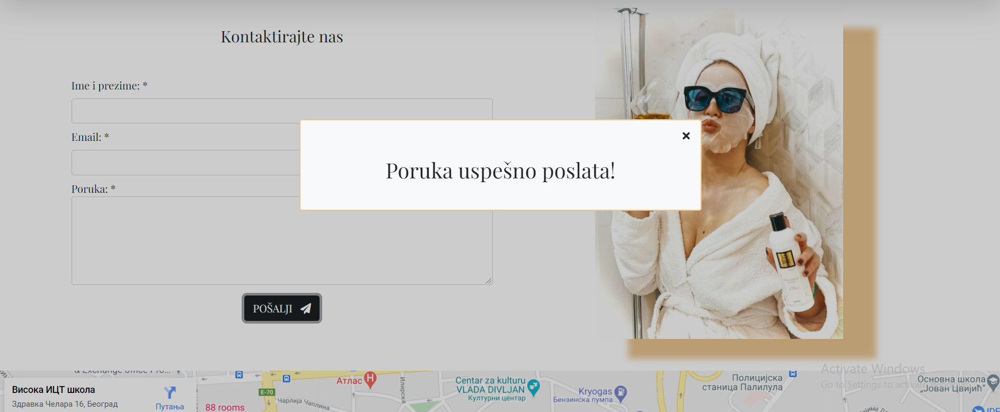 Kontaktirajte nas
Ime i prezime: *
Email: *
Poruka uspešno poslata!
Poruka: *
POŠALJI
BABE
Activate Windows
Go to Settings to activate Windows.
Висока ИЦТ школа
Здравка Челара 16, Београд
Путања
E-70
88 rooms
Чарлија Чаплина
Атлас
Илирска
Centar za kulturu
VLADA DIVLJAN
Културни центар
Kryogas
Бензинска пумпа
Полицијска
станица Палилула
Основна школа
„Јован Цвијић“